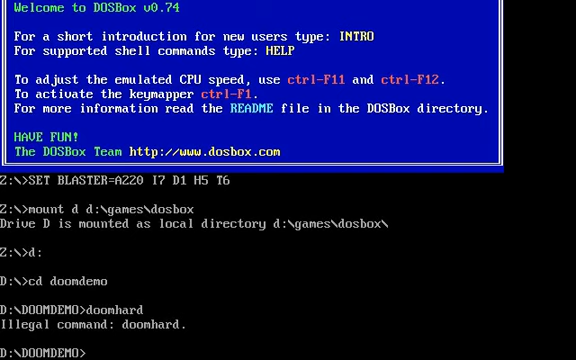 Welcome to DOSBox v0.74
For a short introduction for new users type: INTRO
For supported shell commands type: HELP
To adjust the emulated CPU speed, use ctrl-F11 and ctrl-F12.
To activate the keymapper ctrl-F1.
For more information read the README file in the DOSBox directory.
HAVE FUN!
The DOSBox Team http://www.dosbox.com
Z:\>SET BLASTER=A220 I7 D1 H5 T6
Z:\>mount d d:\games\dosbox
Drive D is mounted as local directory d:\games\dosbox\
Z:\>d:
D:\>cd doomdemo
D:\DOOMDEMO>doomhard
Illegal command: doomhard.
D:\DOOMDEMO>